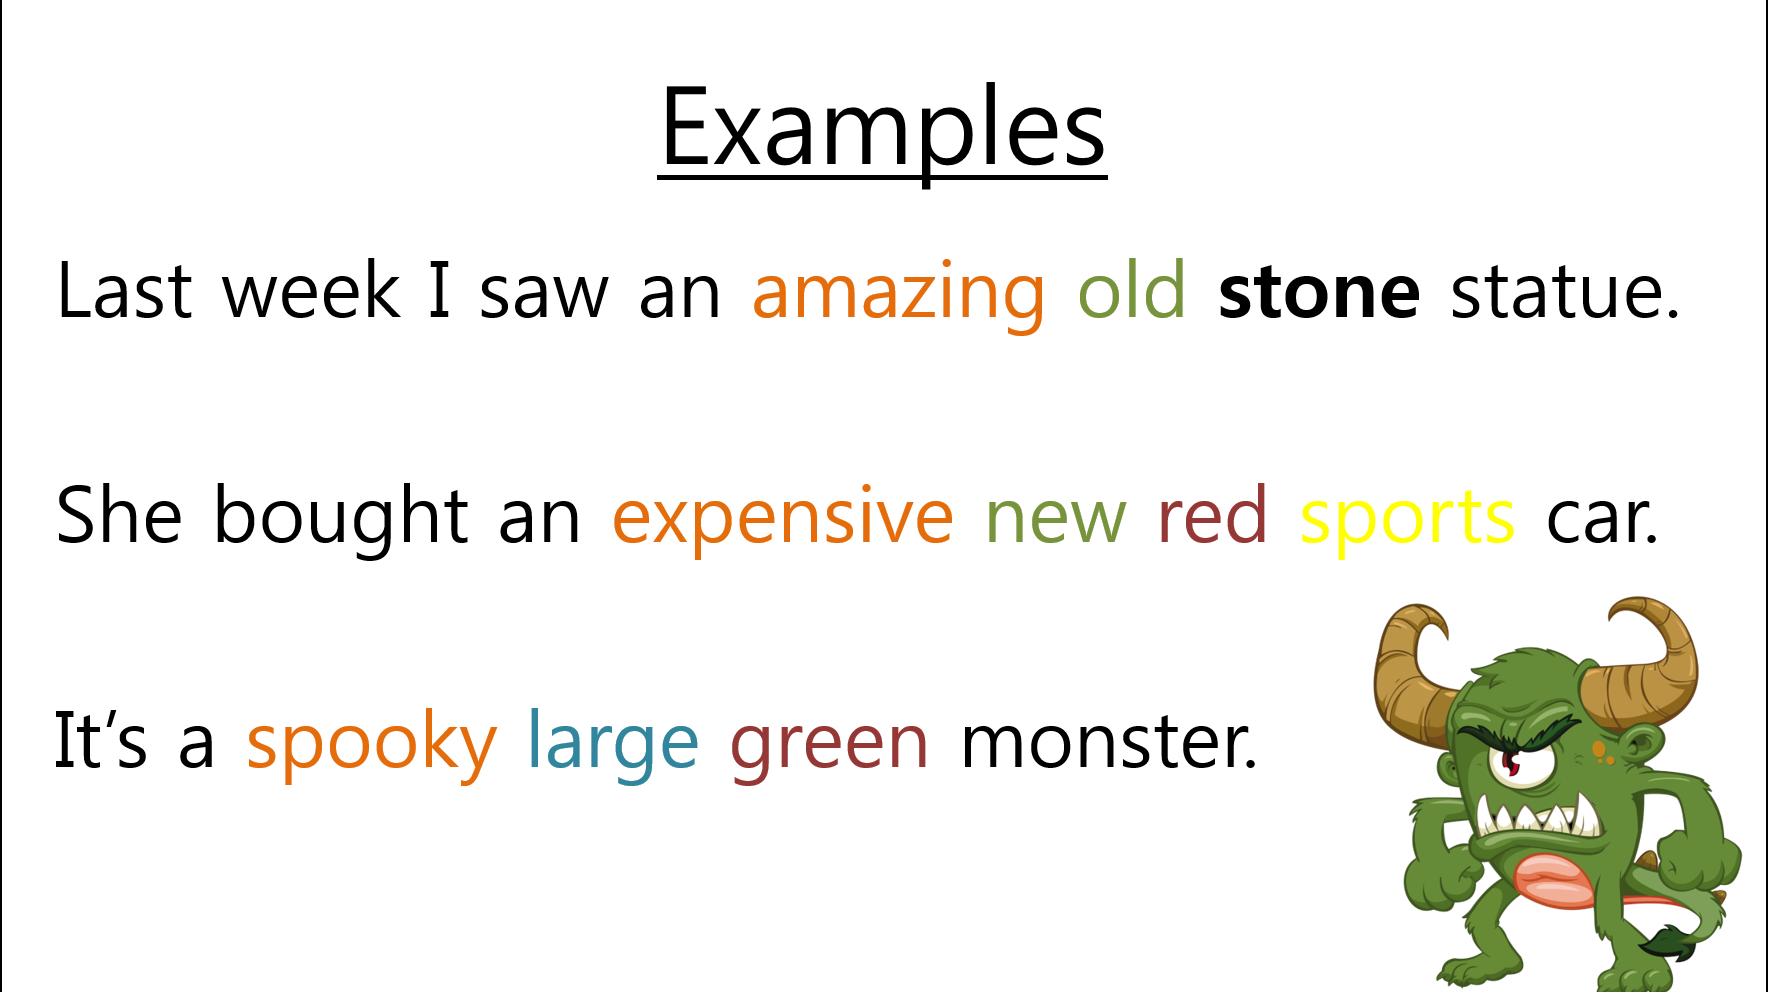 Examples
Last week I saw an amazing old stone statue.
She bought an expensive new red sports car.
It’s a spooky large green monster.